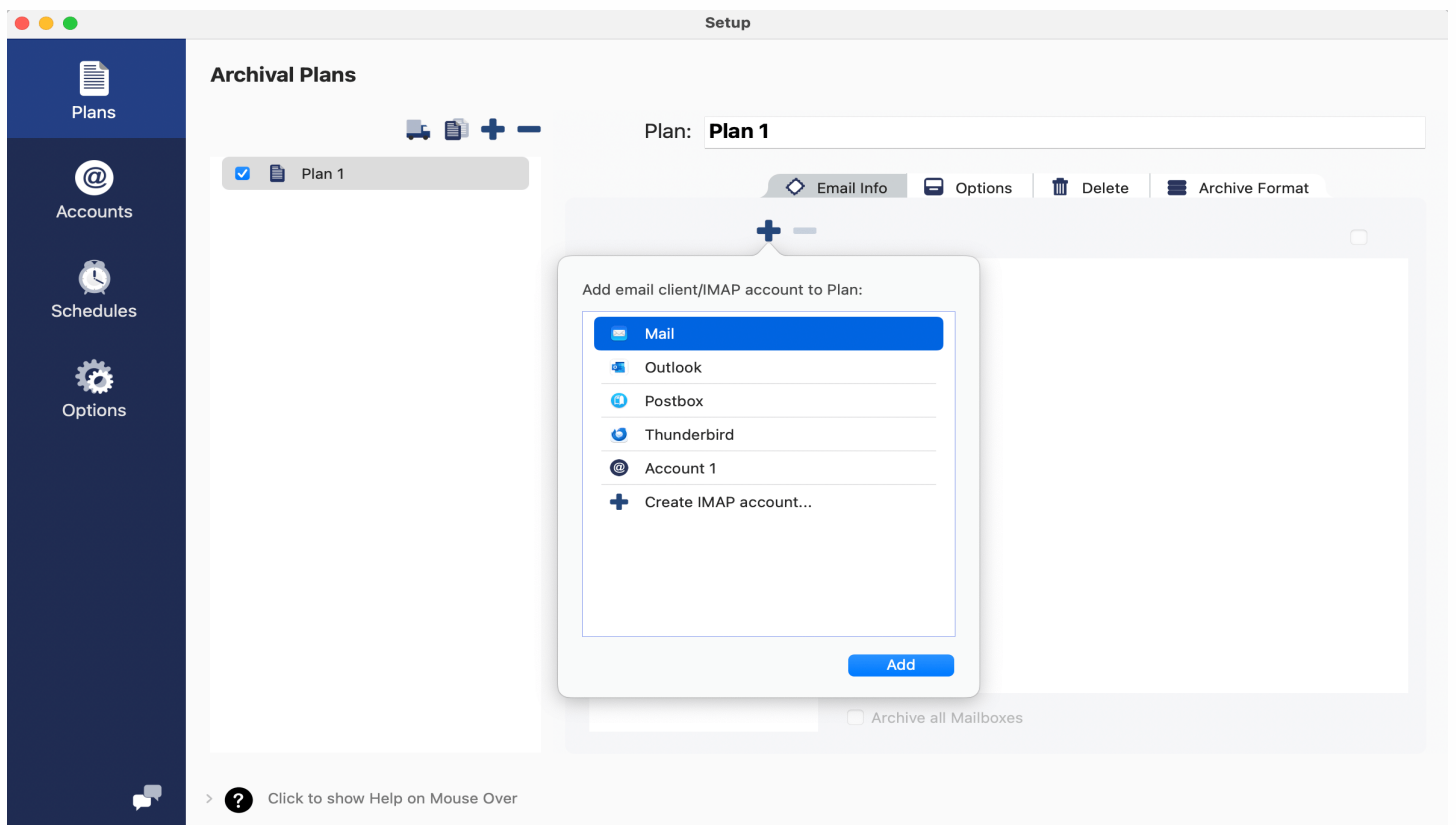 Setup
Plans
Accounts
Schedules
Options
Archival Plans
Plan 1
Plan: Plan 1
Email Info Options Delete Archive Format
Add email client/IMAP account to Plan:
Mail
Outlook
Postbox
Thunderbird
@ Account 1
Create IMAP account...
Add
Archive all Mailboxes
? Click to show Help on Mouse Over